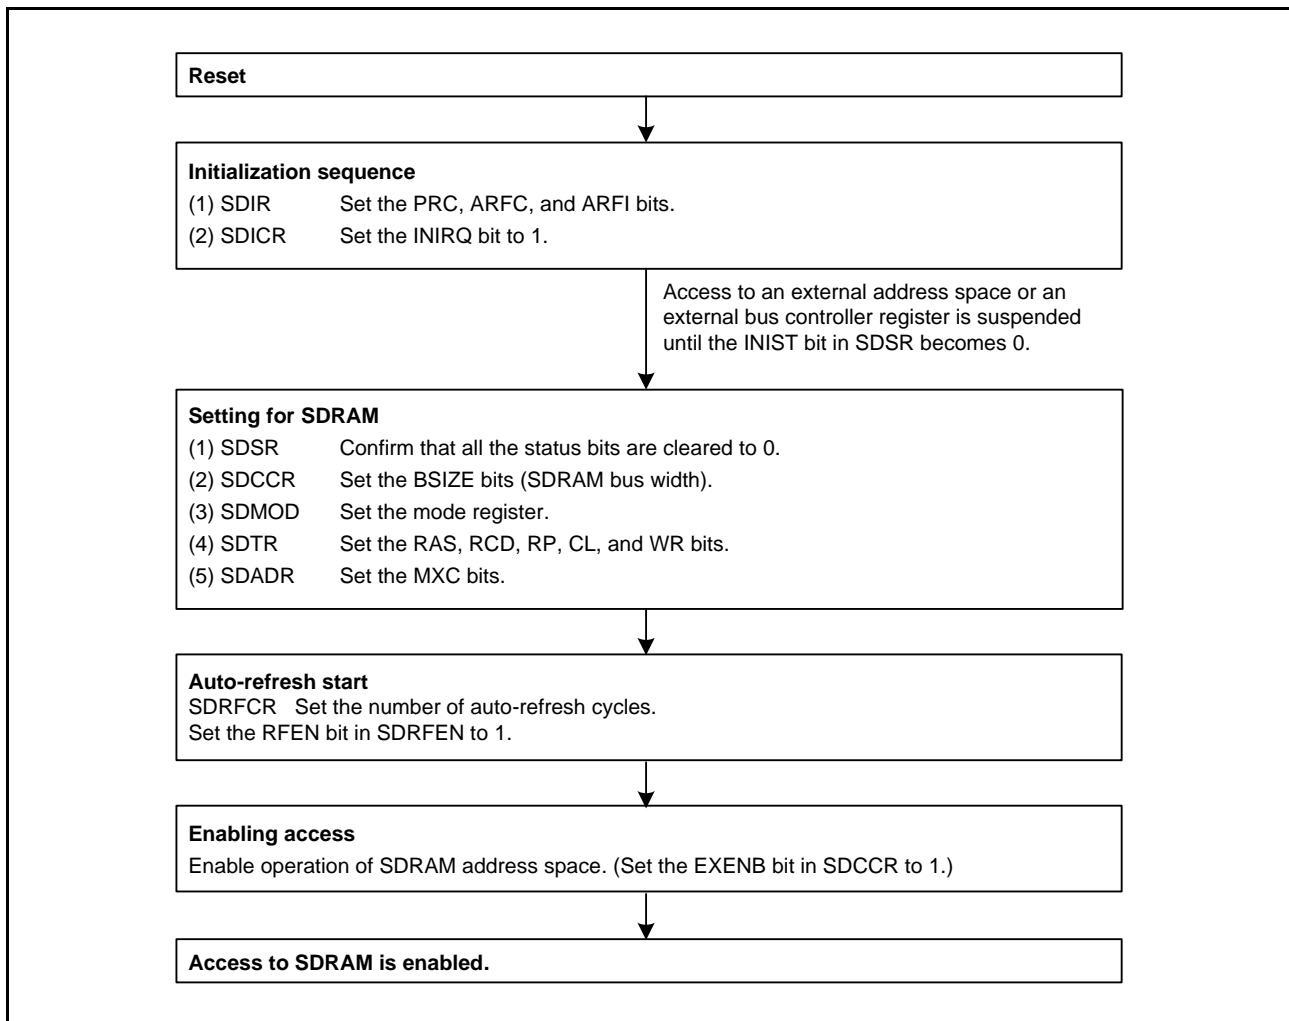 Reset
Initialization sequence
(1) SDIR Set the PRC, ARFC, and ARFI bits.
(2) SDICR Set the INIRQ bit to 1.
Access to an external address space or an
external bus controller register is suspended
until the INIST bit in SDSR becomes 0.
Setting for SDRAM
(1) SDSR Confirm that all the status bits are cleared to 0.
(2) SDCCR Set the BSIZE bits (SDRAM bus width).
(3) SDMOD Set the mode register.
(4) SDTR Set the RAS, RCD, RP, CL, and WR bits.
(5) SDADR Set the MXC bits.
Auto-refresh start
SDRFCR Set the number of auto-refresh cycles.
Set the RFEN bit in SDRFEN to 1.
Enabling access
Enable operation of SDRAM address space. (Set the EXENB bit in SDCCR to 1.)
Access to SDRAM is enabled.